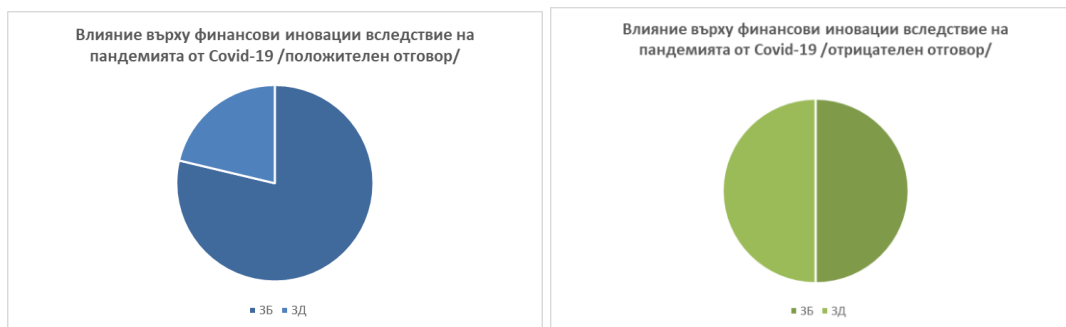 Влияние върху финансови иновации вследствие на
пандемията от Covid-19 /положителен отговор/
ЗБ ЗД
Влияние върху финансови иновации вследствие на
пандемията от Covid-19 /отрицателен отговор/
ЗБ ЗД